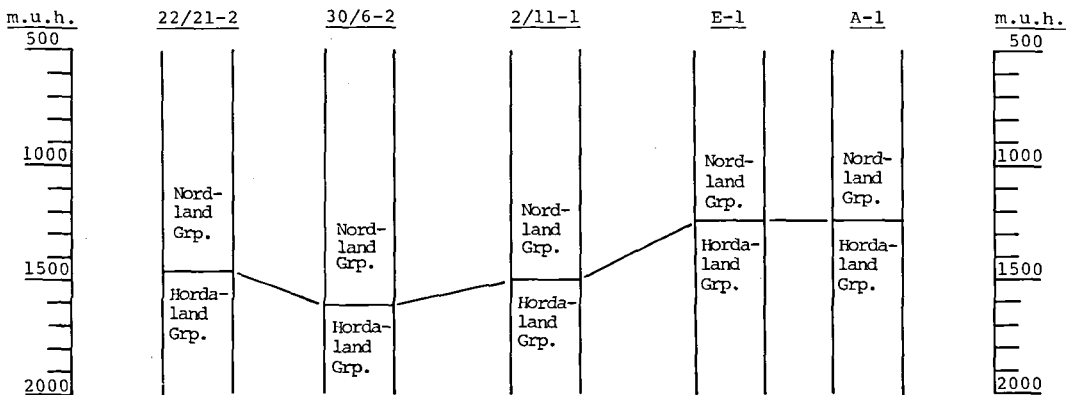 m.u.h. 22/21-2 30/6-2 2/11-1 E-1 A-1 m.u.h.
500 500
1000 1000
Nord-
land
Grp.
Nord-
land
Grp.
Nord-
land
Grp.
Nord-
land
Grp.
Nord-
land
Grp.
1500 1500
Horda-
land
Grp.
Horda-
land
Grp.
Horda-
land
Grp.
Horda-
land
Grp.
Horda-
land
Grp.
2000 2000